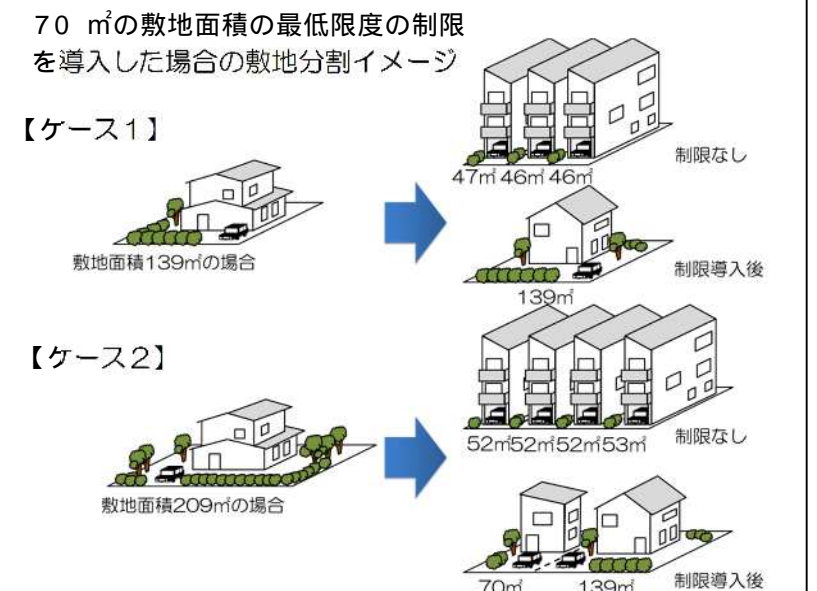 70 ㎡の敷地面積の最低限度の制限
を導入した場合の敷地分割イメージ
【ケース1】
敷地面積139㎡の場合
47㎡ 46㎡ 46㎡
制限なし
139㎡
制限導入後
【ケース2】
敷地面積209㎡の場合
52㎡52㎡52㎡53㎡
制限なし
70㎡ 139㎡
制限導入後